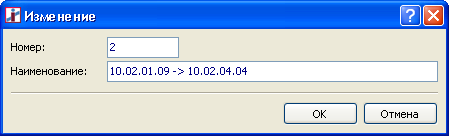 Изменение
Номер: 2
Наименование: 10.02.01.09 -> 10.02.04.04
OK Отмена